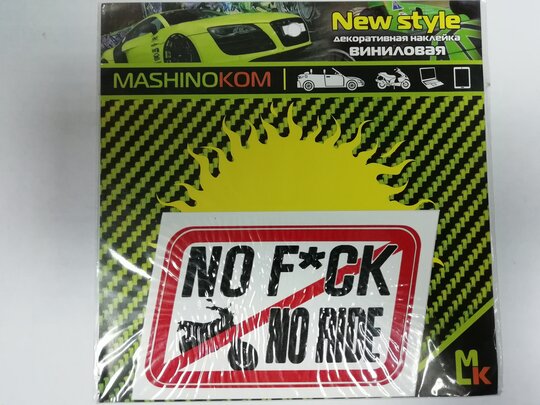 New style
декоративная наклейка
виниловая
MASHINOKOM
NO F*CK
NO RIDE
Mk